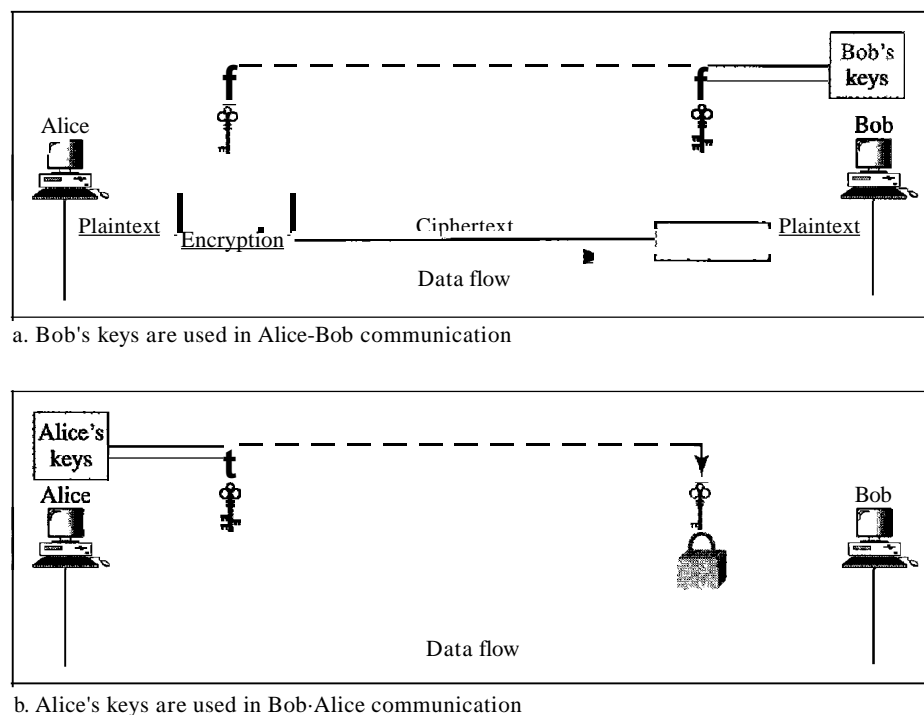 Bob's
keys
Alice
Bob
Plaintext
Encryption
Ciphertext
Plaintext
Data flow
a. Bob's keys are used in Alice-Bob communication
Alice's
keys
Alice
Bob
Data flow
b. Alice's keys are used in Bob·Alice communication